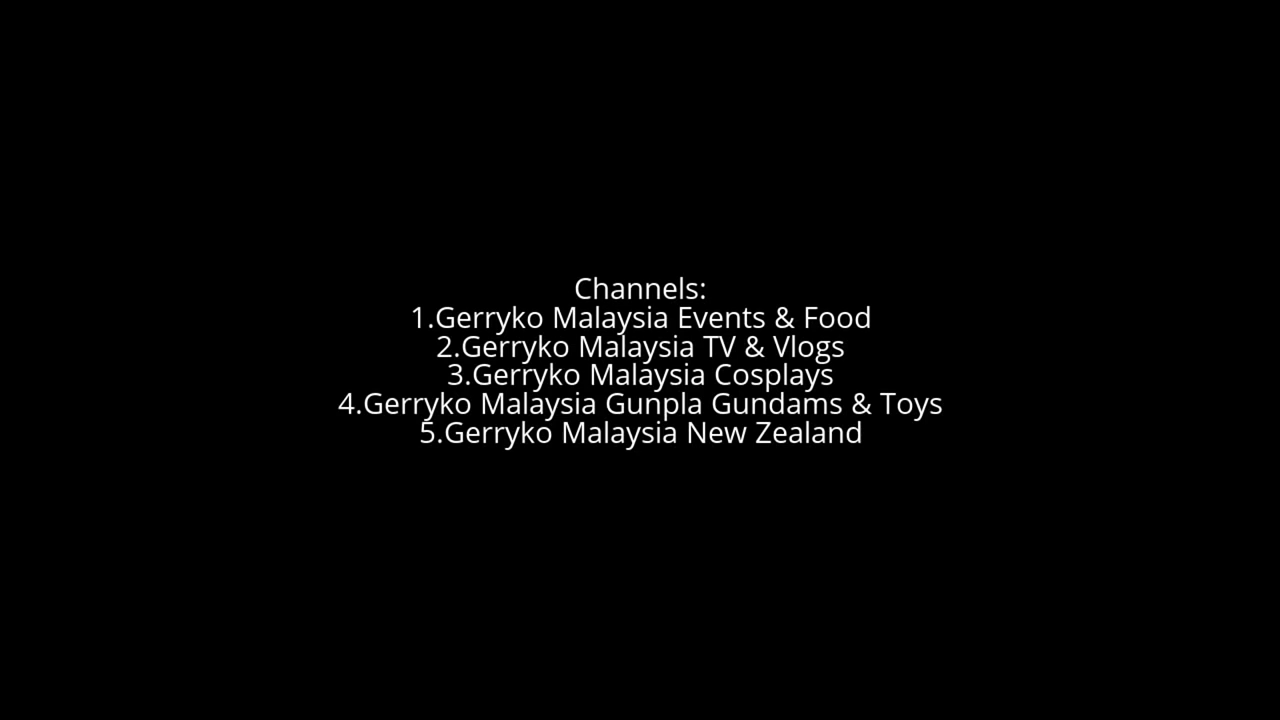 Channels:
1.Gerryko Malaysia Events & Food
2.Gerryko Malaysia TV & Vlogs
3.Gerryko Malaysia Cosplays
4.Gerryko Malaysia Gunpla Gundams & Toys
5.Gerryko Malaysia New Zealand